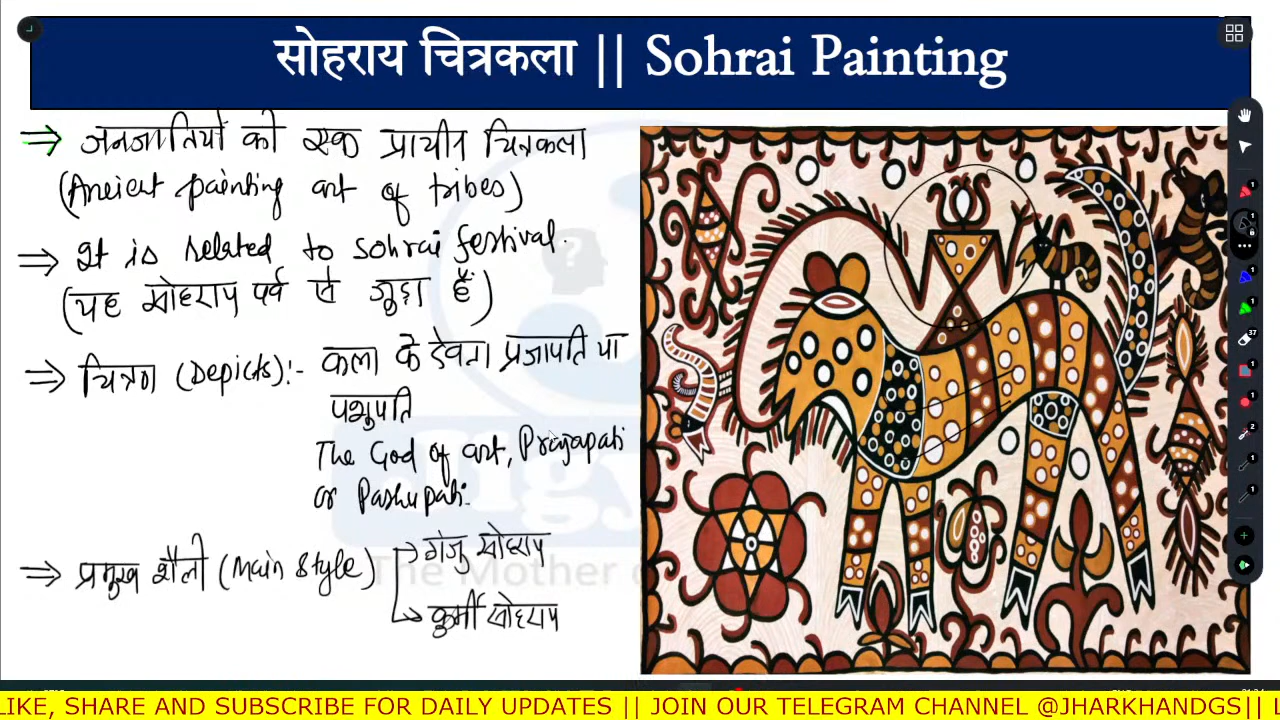 सोहराय चित्रकला || Sohrai Painting
⇒ जनजातियों की एक प्राचीन चित्रकला
(Ancient painting art of tribes)
⇒ It is related to sohrai festival.
(यह सोहराय पर्व से जुड़ा है)
⇒ चित्रण (Depicts):- कला के देवता प्रजापति या
पशुपति
The God of art, Prajapati
or Pashupati.
⇒ प्रमुख शैली (Main Style) → गंजु सोहराय
→ कुर्मी सोहराय
The Mother
LIKE, SHARE AND SUBSCRIBE FOR DAILY UPDATES || JOIN OUR TELEGRAM CHANNEL @JHARKHANDGS||